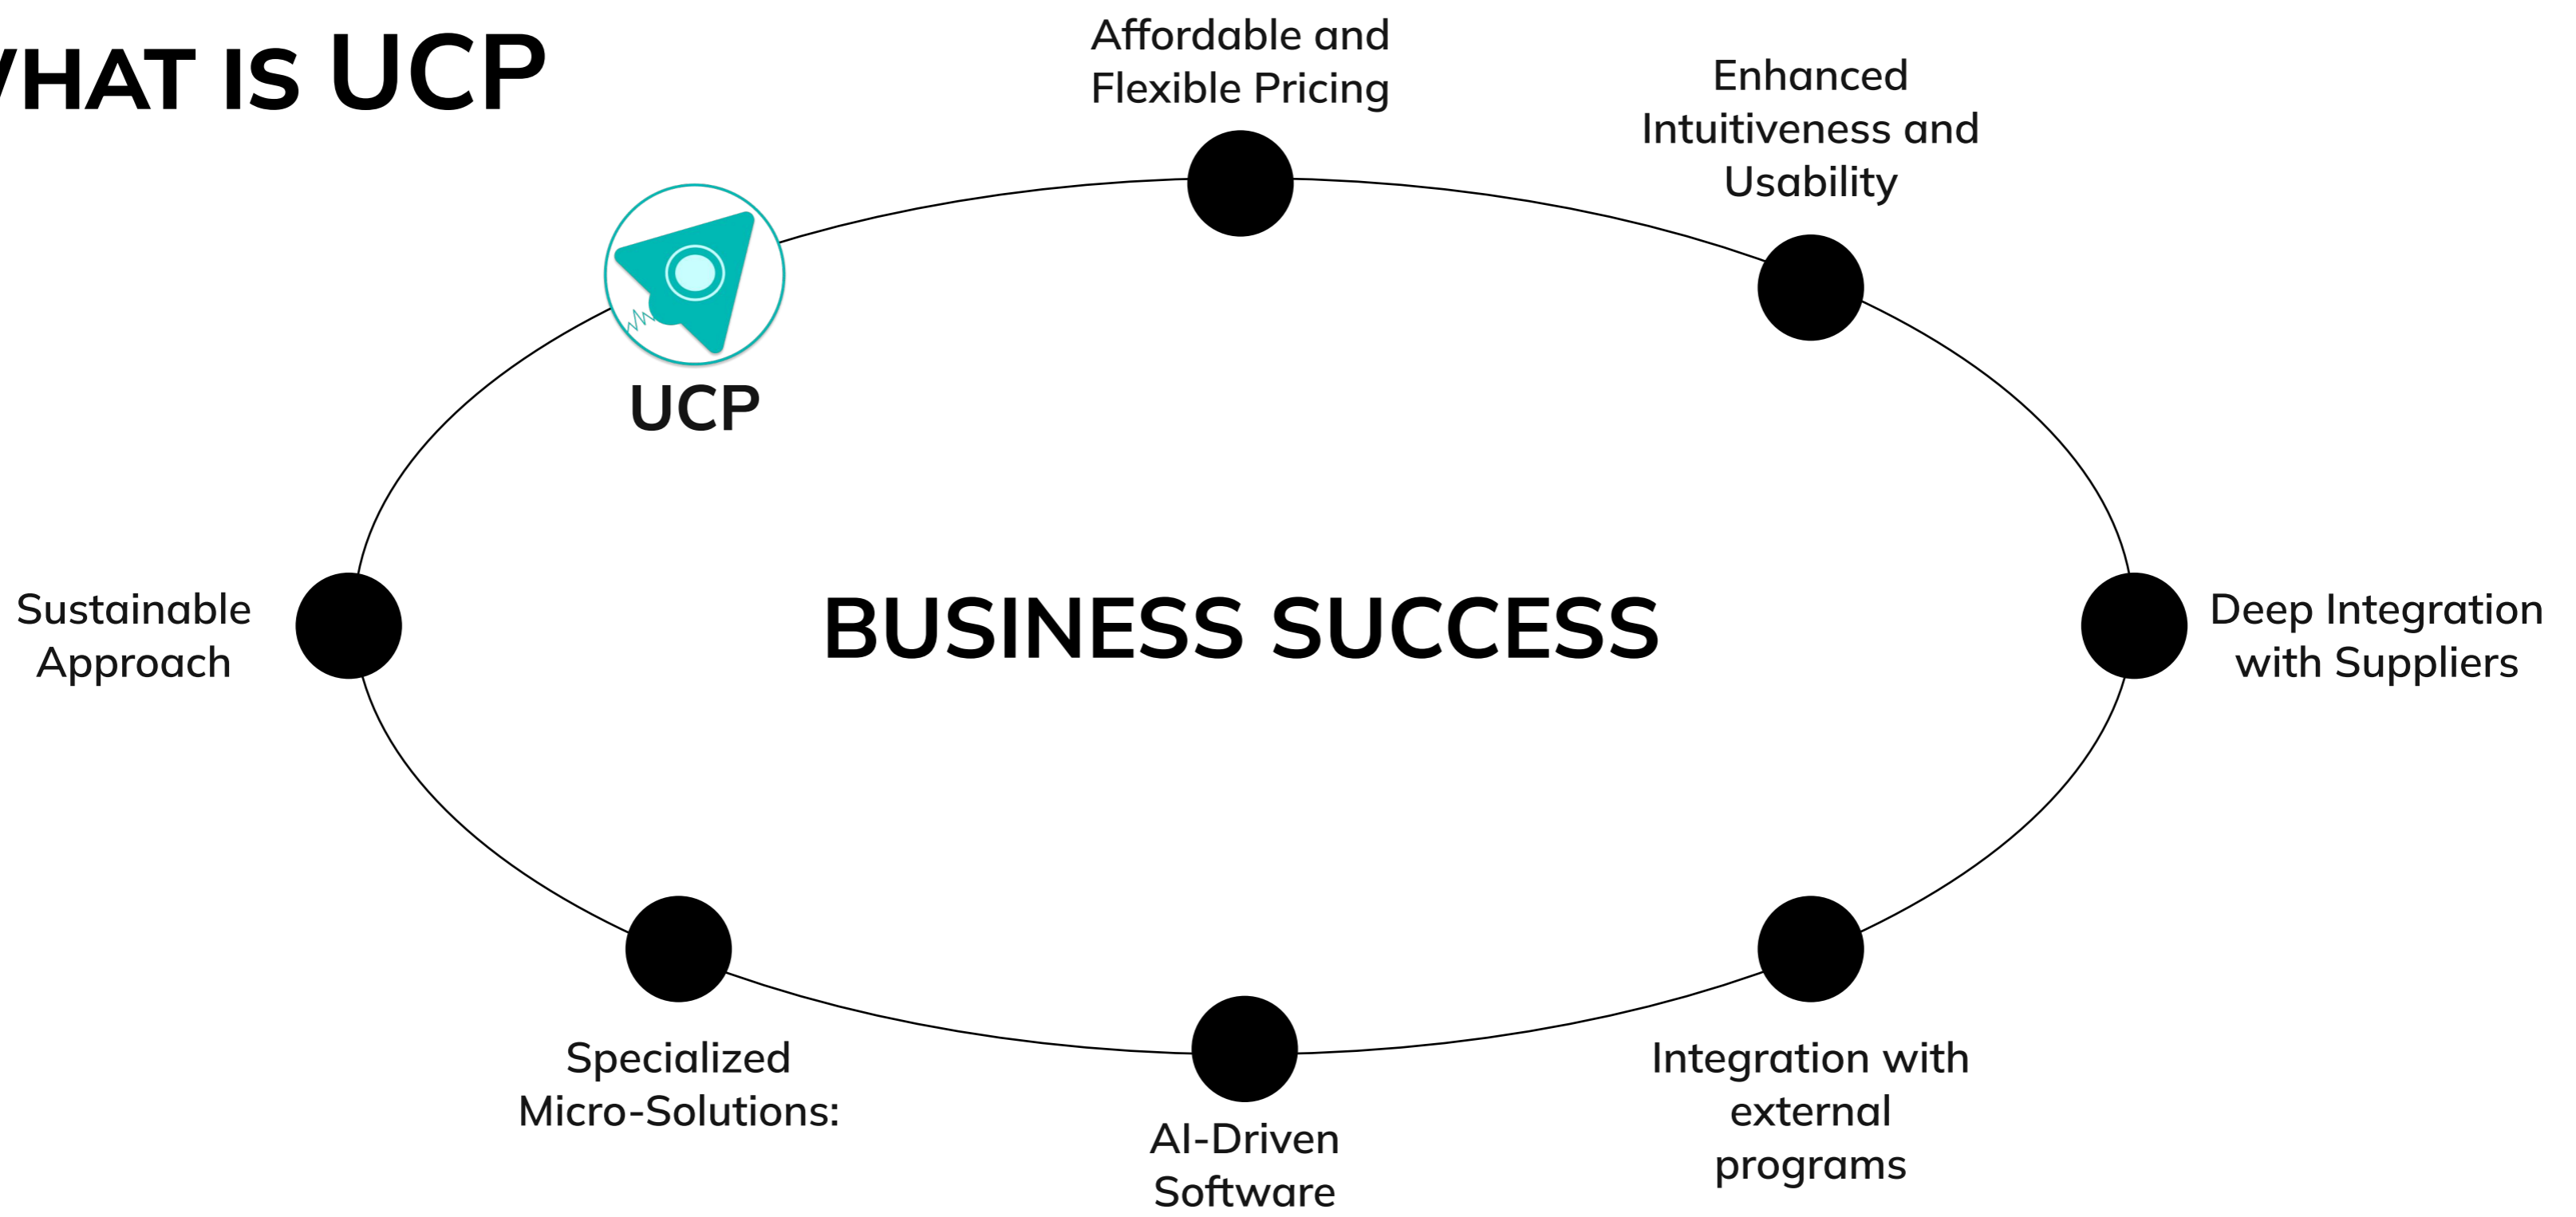 WHAT IS UCP
Affordable and
Flexible Pricing
Enhanced
Intuitiveness and
Usability
UCP
Sustainable
Approach
BUSINESS SUCCESS
Deep Integration
with Suppliers
Specialized
Micro-Solutions:
AI-Driven
Software
Integration with
external
programs